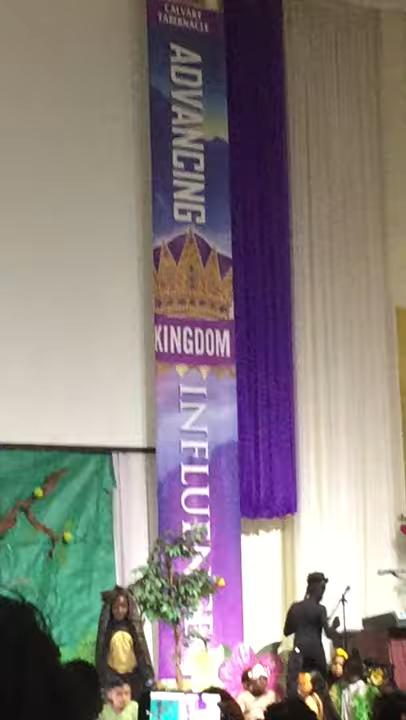 CALVARY
TABERNACLE
ADVANCING
KINGDOM
INFLUENCE